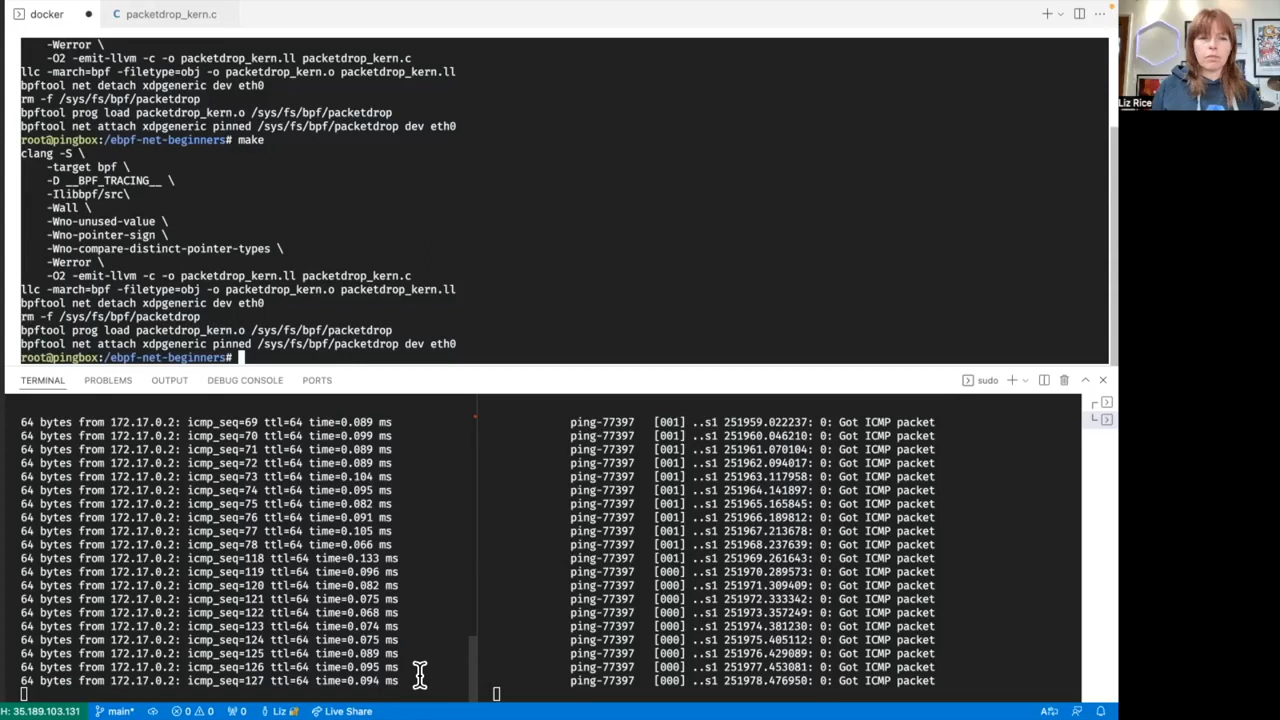 docker
packetdrop_kern.c
-Werror \
-O2 -emit-llvm -c -o packetdrop_kern.ll packetdrop_kern.c
llc -march=bpf -filetype=obj -o packetdrop_kern.o packetdrop_kern.ll
bpftool net detach xdpgeneric dev eth0
rm -f /sys/fs/bpf/packetdrop
bpftool prog load packetdrop_kern.o /sys/fs/bpf/packetdrop
bpftool net attach xdpgeneric pinned /sys/fs/bpf/packetdrop dev eth0
root@pingbox:/ebpf-net-beginners# make
clang -S \
-target bpf \
-D __BPF_TRACING__ \
-Ilibbpf/src\
-Wall \
-Wno-unused-value \
-Wno-pointer-sign \
-Wno-compare-distinct-pointer-types \
-Werror \
-O2 -emit-llvm -c -o packetdrop_kern.ll packetdrop_kern.c
llc -march=bpf -filetype=obj -o packetdrop_kern.o packetdrop_kern.ll
bpftool net detach xdpgeneric dev eth0
rm -f /sys/fs/bpf/packetdrop
bpftool prog load packetdrop_kern.o /sys/fs/bpf/packetdrop
bpftool net attach xdpgeneric pinned /sys/fs/bpf/packetdrop dev eth0
root@pingbox:/ebpf-net-beginners#
Liz Rice
TERMINAL PROBLEMS OUTPUT DEBUG CONSOLE PORTS
sudo
64 bytes from 172.17.0.2: icmp_seq=69 ttl=64 time=0.089 ms
64 bytes from 172.17.0.2: icmp_seq=70 ttl=64 time=0.099 ms
64 bytes from 172.17.0.2: icmp_seq=71 ttl=64 time=0.089 ms
64 bytes from 172.17.0.2: icmp_seq=72 ttl=64 time=0.089 ms
64 bytes from 172.17.0.2: icmp_seq=73 ttl=64 time=0.104 ms
64 bytes from 172.17.0.2: icmp_seq=74 ttl=64 time=0.095 ms
64 bytes from 172.17.0.2: icmp_seq=75 ttl=64 time=0.082 ms
64 bytes from 172.17.0.2: icmp_seq=76 ttl=64 time=0.091 ms
64 bytes from 172.17.0.2: icmp_seq=77 ttl=64 time=0.105 ms
64 bytes from 172.17.0.2: icmp_seq=78 ttl=64 time=0.066 ms
64 bytes from 172.17.0.2: icmp_seq=118 ttl=64 time=0.133 ms
64 bytes from 172.17.0.2: icmp_seq=119 ttl=64 time=0.096 ms
64 bytes from 172.17.0.2: icmp_seq=120 ttl=64 time=0.082 ms
64 bytes from 172.17.0.2: icmp_seq=121 ttl=64 time=0.075 ms
64 bytes from 172.17.0.2: icmp_seq=122 ttl=64 time=0.068 ms
64 bytes from 172.17.0.2: icmp_seq=123 ttl=64 time=0.074 ms
64 bytes from 172.17.0.2: icmp_seq=124 ttl=64 time=0.075 ms
64 bytes from 172.17.0.2: icmp_seq=125 ttl=64 time=0.089 ms
64 bytes from 172.17.0.2: icmp_seq=126 ttl=64 time=0.095 ms
64 bytes from 172.17.0.2: icmp_seq=127 ttl=64 time=0.094 ms
ping-77397 [001] ..s1 251959.022237: 0: Got ICMP packet
ping-77397 [001] ..s1 251960.046210: 0: Got ICMP packet
ping-77397 [001] ..s1 251961.070104: 0: Got ICMP packet
ping-77397 [001] ..s1 251962.094017: 0: Got ICMP packet
ping-77397 [001] ..s1 251963.117958: 0: Got ICMP packet
ping-77397 [001] ..s1 251964.141897: 0: Got ICMP packet
ping-77397 [001] ..s1 251965.165845: 0: Got ICMP packet
ping-77397 [001] ..s1 251966.189812: 0: Got ICMP packet
ping-77397 [001] ..s1 251967.213678: 0: Got ICMP packet
ping-77397 [001] ..s1 251968.237639: 0: Got ICMP packet
ping-77397 [001] ..s1 251969.261643: 0: Got ICMP packet
ping-77397 [000] ..s1 251970.289573: 0: Got ICMP packet
ping-77397 [000] ..s1 251971.309409: 0: Got ICMP packet
ping-77397 [000] ..s1 251972.333342: 0: Got ICMP packet
ping-77397 [000] ..s1 251973.357249: 0: Got ICMP packet
ping-77397 [000] ..s1 251974.381230: 0: Got ICMP packet
ping-77397 [000] ..s1 251975.405112: 0: Got ICMP packet
ping-77397 [000] ..s1 251976.429089: 0: Got ICMP packet
ping-77397 [000] ..s1 251977.453081: 0: Got ICMP packet
ping-77397 [000] ..s1 251978.476950: 0: Got ICMP packet
H: 35.189.103.131 main* 0 0 0 Liz Live Share